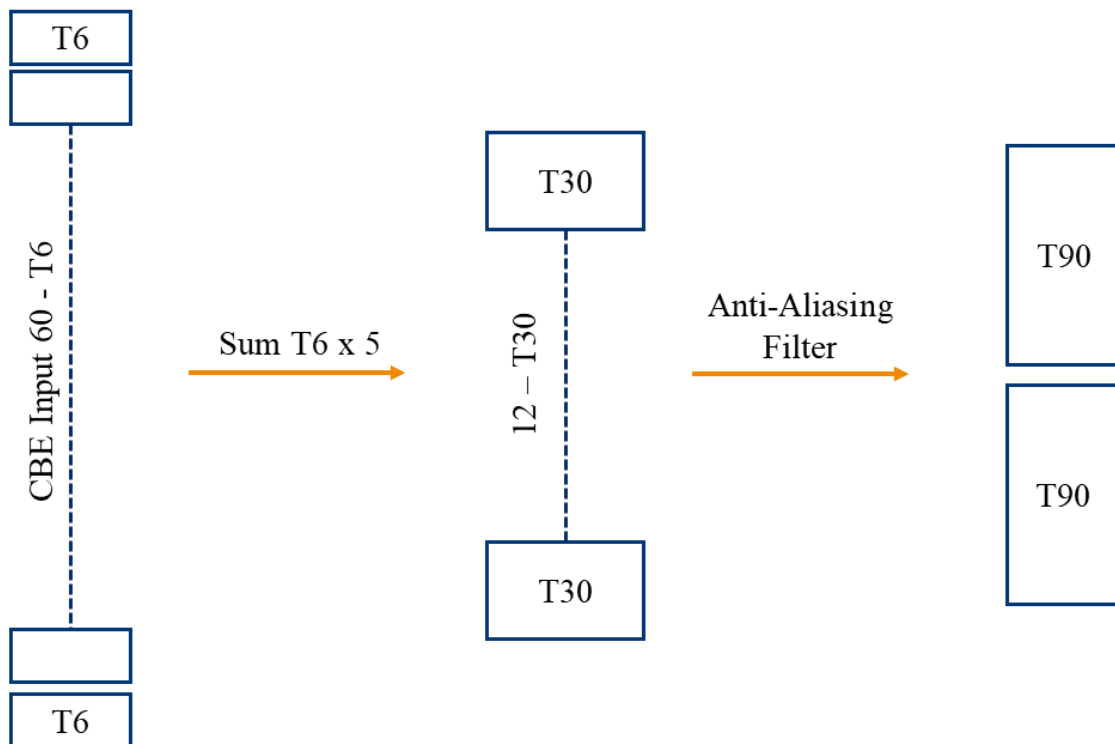 T6
CBE Input 60 - T6
T6
Sum T6 x 5
T30
12 – T30
T30
Anti-Aliasing
Filter
T90
T90